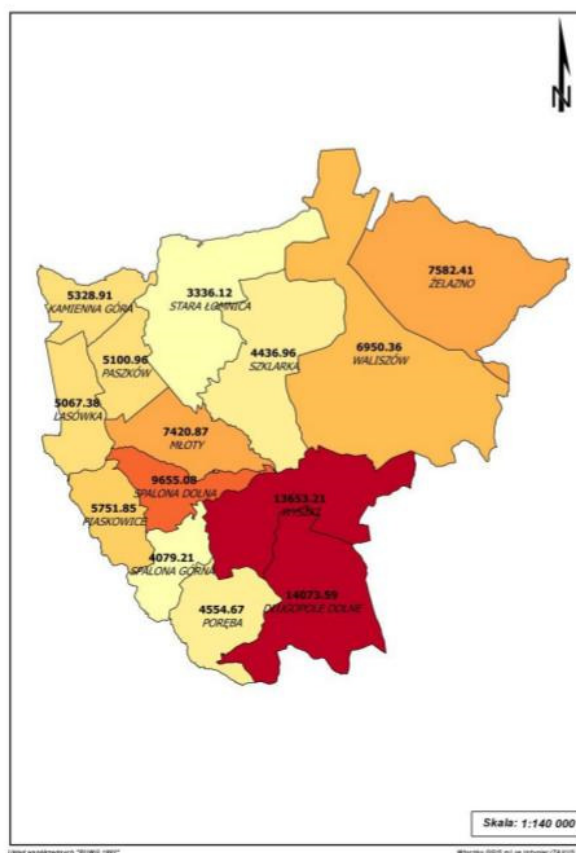 N
7582.41
ŻELAZNO
5328.91
KAMIENNA GÓRA
3336.12
STARA ŁOMNICA
4436.96
SZKLARKA
6950.36
WALISZÓW
5100.96
PASZKÓW
5067.38
LASÓWKA
7420.87
MŁOTY
9655.08
SPALONA DOLNA
13653.21
5751.85
PIASKOWICE
4079.21
SPALONA GÓRNA
4554.67
PORĘBA
14073.59
DŁUGOPOLE DOLNE
Skala: 1:140 000